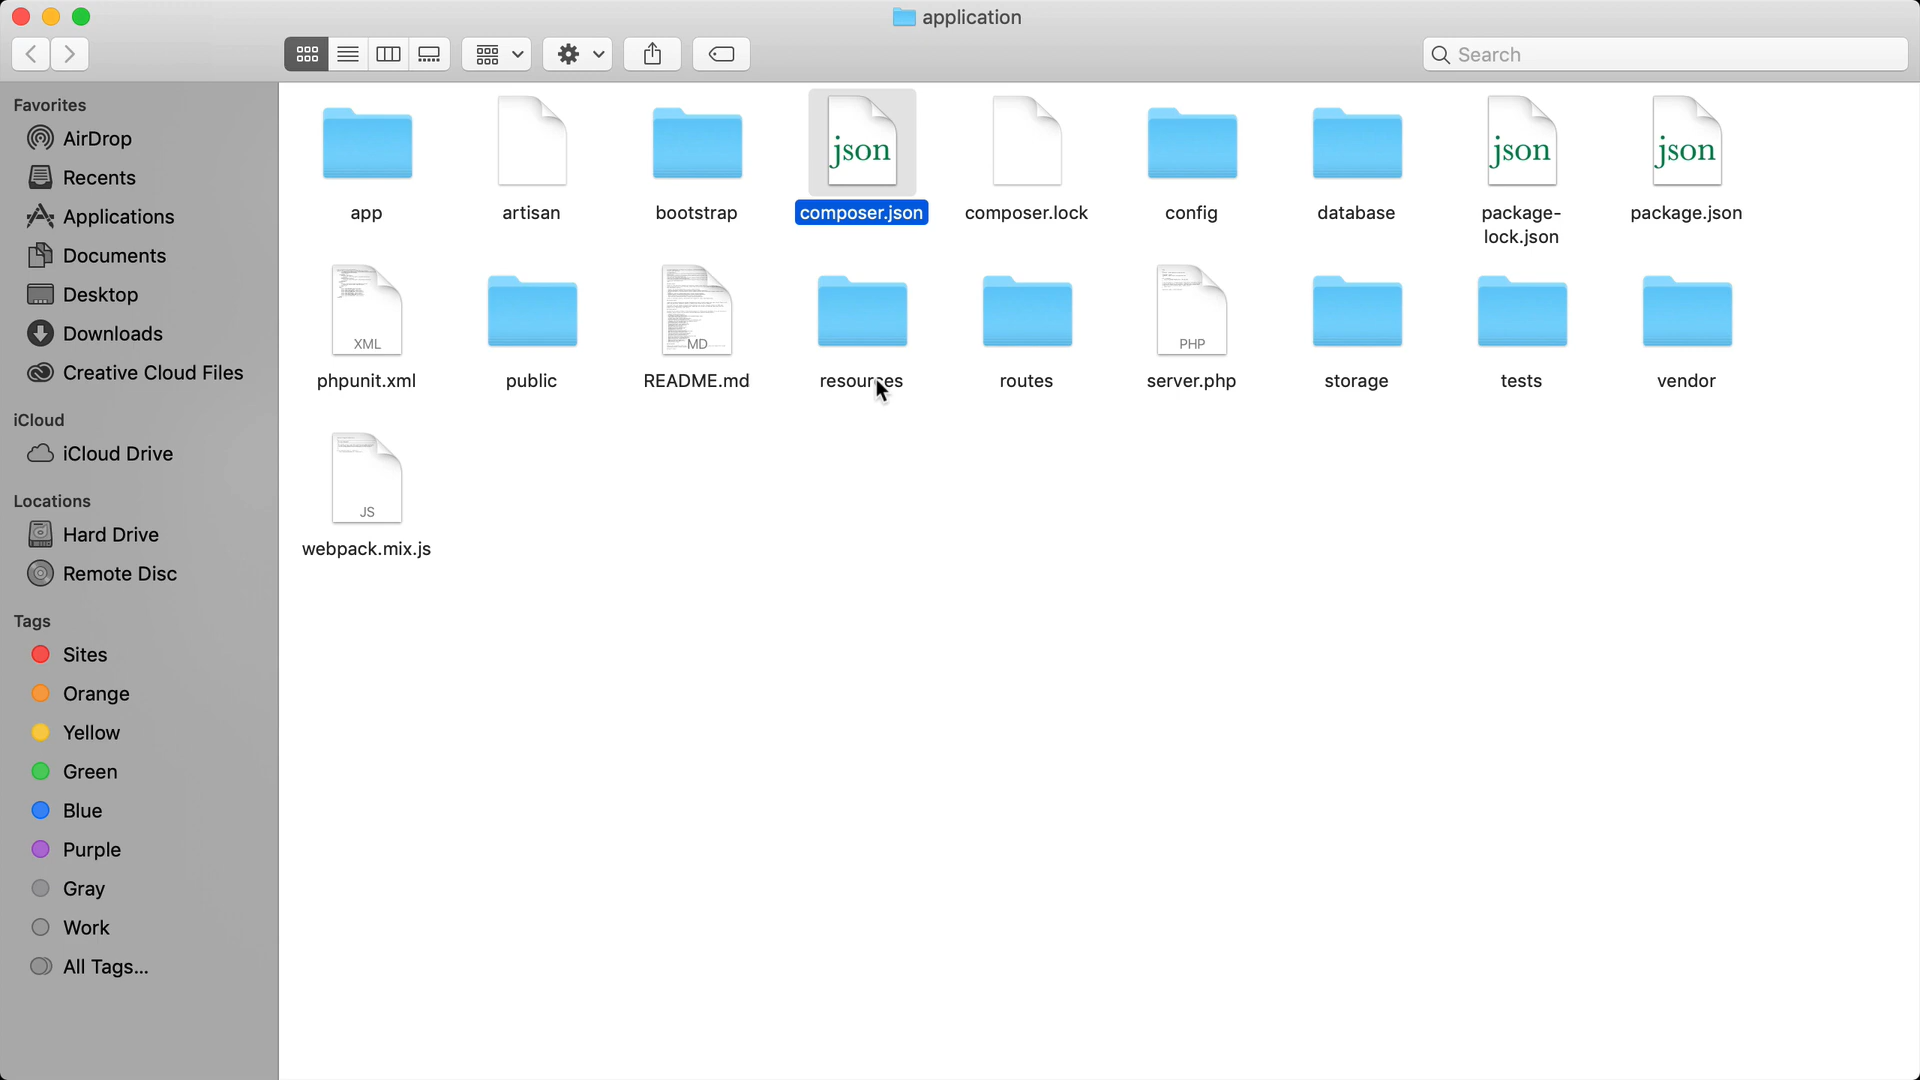 application
Search
Favorites
AirDrop
Recents
Applications
Documents
Desktop
Downloads
Creative Cloud Files
iCloud
iCloud Drive
Locations
Hard Drive
Remote Disc
Tags
Sites
Orange
Yellow
Green
Blue
Purple
Gray
Work
All Tags...
app
artisan
bootstrap
json
composer.json
composer.lock
config
database
json
package-
lock.json
json
package.json
XML
phpunit.xml
public
MD
README.md
resources
routes
PHP
server.php
storage
tests
vendor
JS
webpack.mix.js